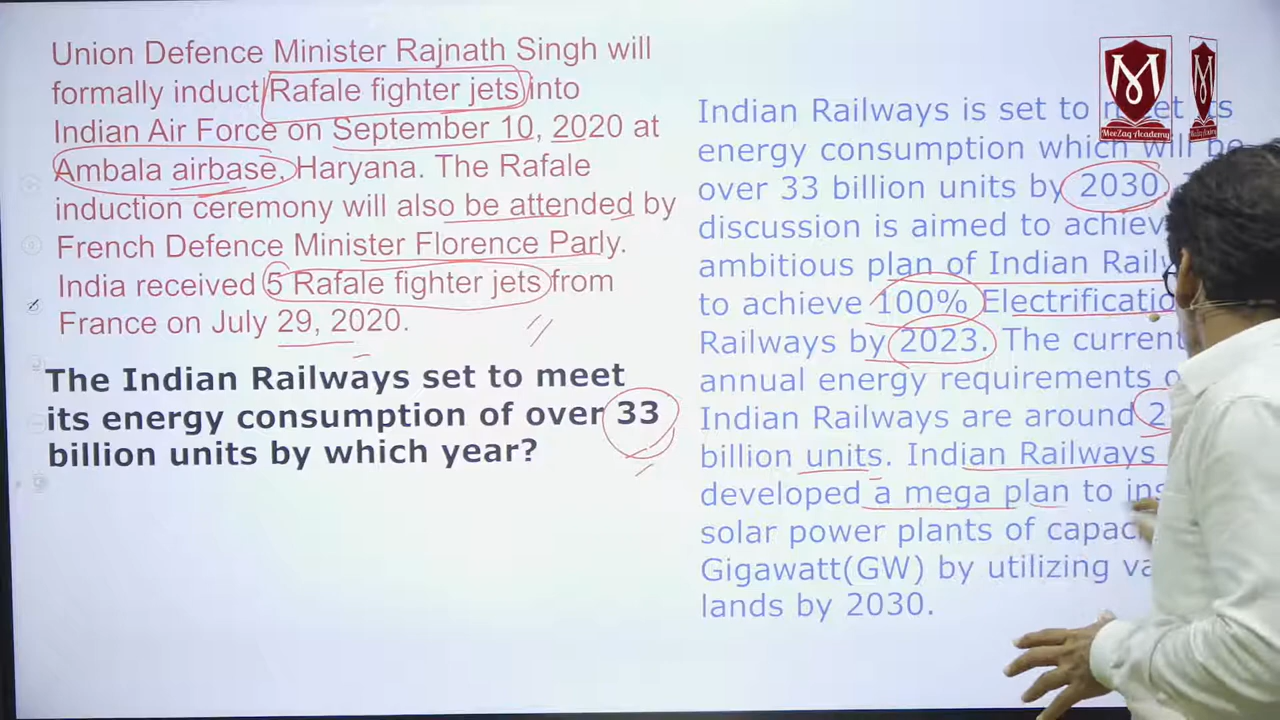 Union Defence Minister Rajnath Singh will
formally induct Rafale fighter jets into
Indian Air Force on September 10, 2020 at
Ambala airbase, Haryana. The Rafale
induction ceremony will also be attended by
French Defence Minister Florence Parly.
India received 5 Rafale fighter jets from
France on July 29, 2020.
The Indian Railways set to meet
its energy consumption of over 33
billion units by which year?
MeeZaq Academy
Indian Railways is set to meet its
energy consumption which will be
over 33 billion units by 2030.
discussion is aimed to
ambitious plan of Indian
to achieve 100%
Railways by 2023. The current
annual energy requirements
Indian Railways are around
billion units. Indian Railways
developed a mega plan to
solar power plants of
Gigawatt(GW) by utilizing
lands by 2030.